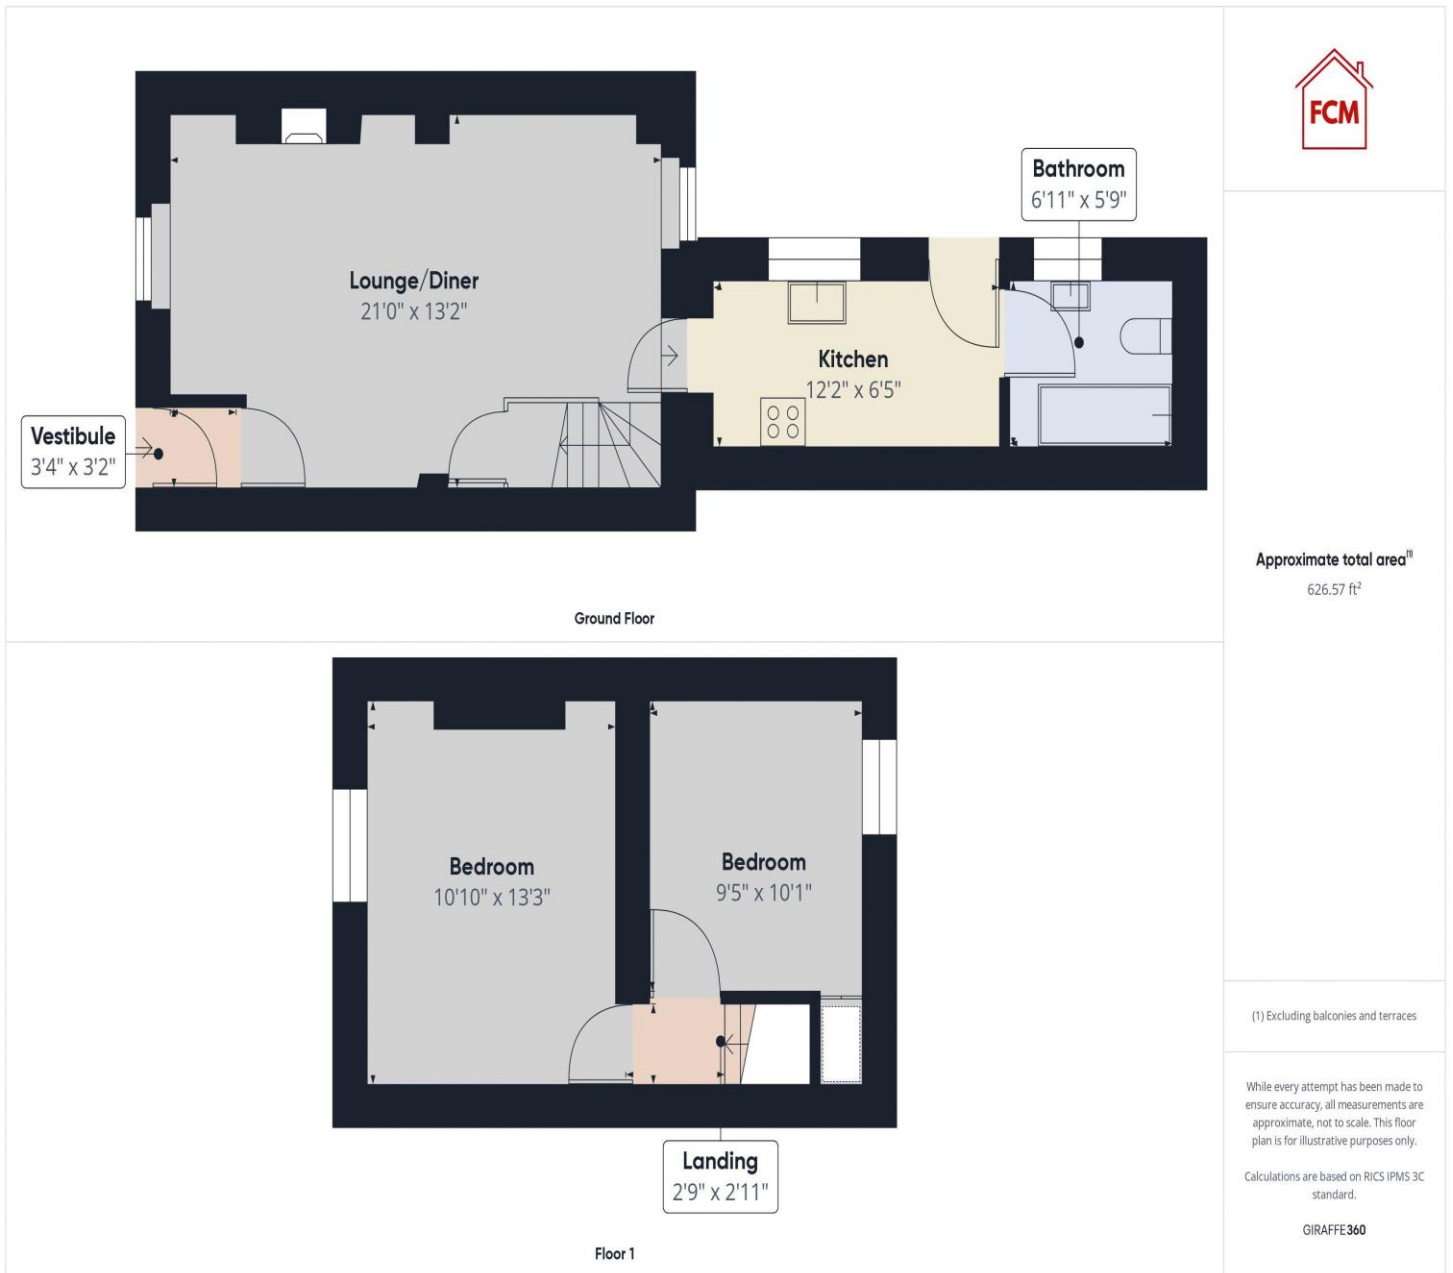 FCM
Bathroom
6'11" x 5'9"
Lounge/Diner
21'0" x 13'2"
Kitchen
12'2" x 6'5"
Vestibule
3'4" x 3'2"
Ground Floor
Approximate total area(1)
626.57 ft²
Bedroom
10'10" x 13'3"
Bedroom
9'5" x 10'1"
Landing
2'9" x 2'11"
Floor 1
(1) Excluding balconies and terraces
While every attempt has been made to
ensure accuracy, all measurements are
approximate, not to scale. This floor
plan is for illustrative purposes only.
Calculations are based on RICS IPMS 3C
standard.
GIRAFFE360